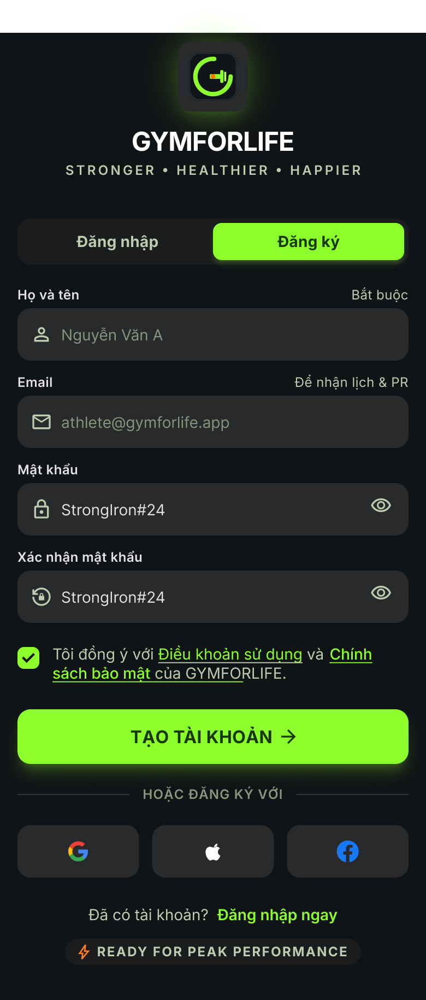 GYMFORLIFE
STRONGER • HEALTHIER • HAPPIER
Đăng nhập
Đăng ký
Họ và tên
Bắt buộc
Nguyễn Văn A
Email
Để nhận lịch & PR
athlete@gymforlife.app
Mật khẩu
StrongIron#24
Xác nhận mật khẩu
StrongIron#24
Tôi đồng ý với Điều khoản sử dụng và Chính
sách bảo mật của GYMFORLIFE.
TẠO TÀI KHOẢN →
HOẶC ĐĂNG KÝ VỚI
Đã có tài khoản? Đăng nhập ngay
READY FOR PEAK PERFORMANCE